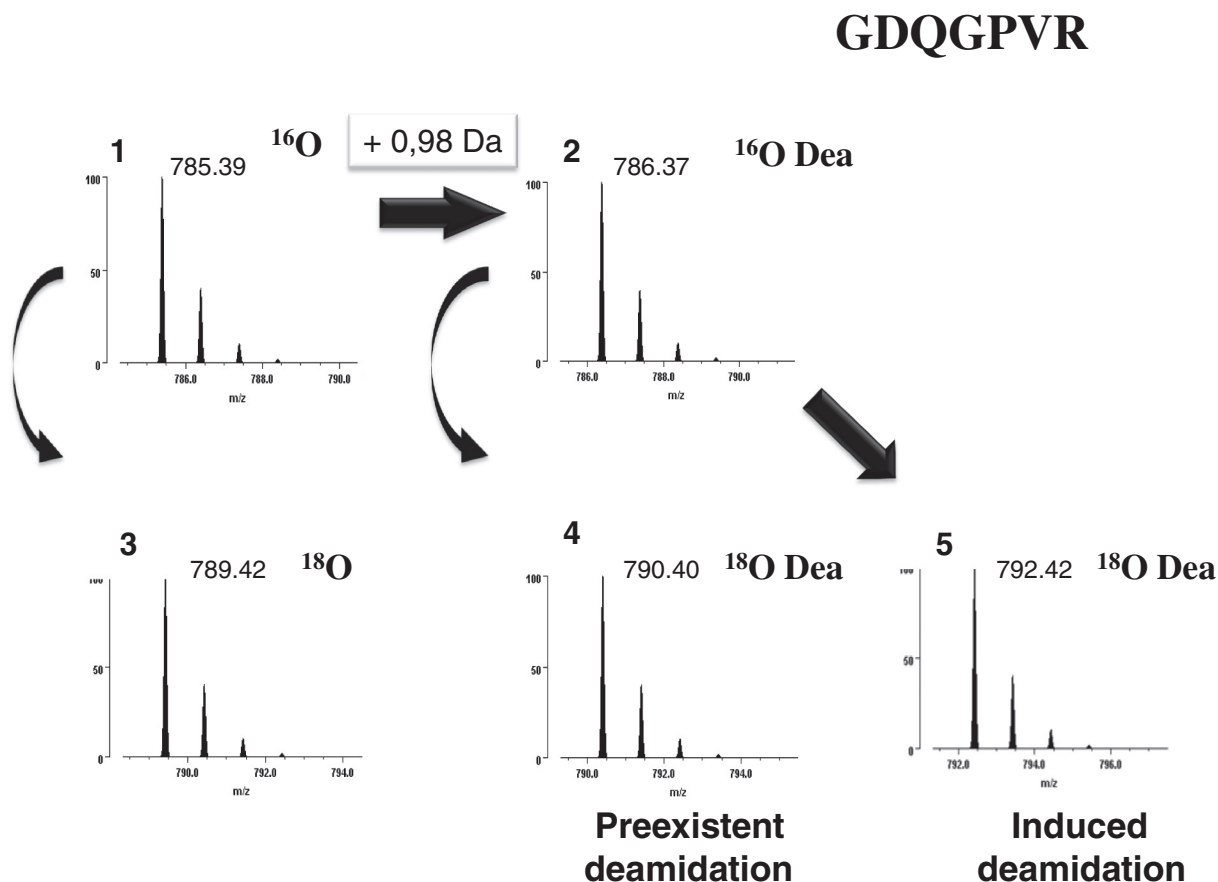 GDQGPVR
1
¹⁶O
+ 0,98 Da
2
¹⁶O Dea
785.39
786.37
100
50
0
786.0 788.0 790.0
m/z
100
50
0
786.0 788.0 790.0
m/z
3
¹⁸O
789.42
4
¹⁸O Dea
790.40
5
¹⁸O Dea
792.42
100
50
0
790.0 792.0 794.0
m/z
100
50
0
790.0 792.0 794.0
m/z
100
50
0
792.0 794.0 796.0
m/z
Preexistent
deamidation
Induced
deamidation